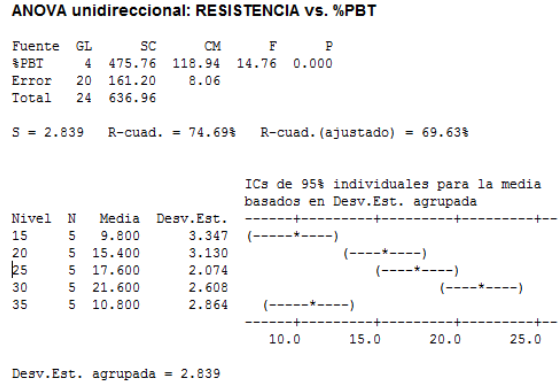 ANOVA unidireccional: RESISTENCIA vs. %PBT
Fuente  GL      SC      CM      F      P
%PBT     4  475.76  118.94  14.76  0.000
Error   20  161.20    8.06
Total   24  636.96
S = 2.839   R-cuad. = 74.69%   R-cuad.(ajustado) = 69.63%
ICs de 95% individuales para la media
basados en Desv.Est. agrupada
Nivel  N   Media  Desv.Est.  ------+---------+---------+---------+--
15     5   9.800      3.347  (-----*----)
20     5  15.400      3.130              (----*----)
25     5  17.600      2.074                  (----*----)
30     5  21.600      2.608                          (----*----)
35     5  10.800      2.864    (-----*----)
------+---------+---------+---------+--
10.0      15.0      20.0      25.0
Desv.Est. agrupada = 2.839